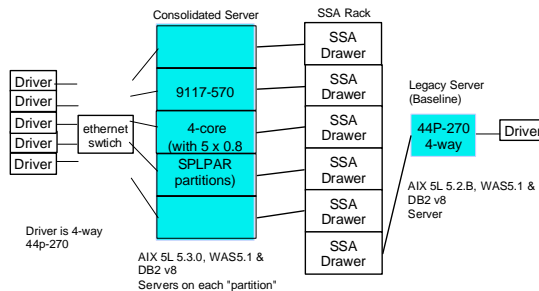 Consolidated Server
SSA Rack
Driver
Driver
Driver
Driver
Driver
ethernet
swtich
9117-570
4-core
(with 5 x 0.8
SPLPAR
partitions)
SSA
Drawer
SSA
Drawer
SSA
Drawer
SSA
Drawer
SSA
Drawer
SSA
Drawer
Legacy Server
(Baseline)
44P-270
4-way
Driver
AIX 5L 5.2.B, WAS5.1 &
DB2 v8
Server
Driver is 4-way
44p-270
AIX 5L 5.3.0, WAS5.1 &
DB2 v8
Servers on each "partition"